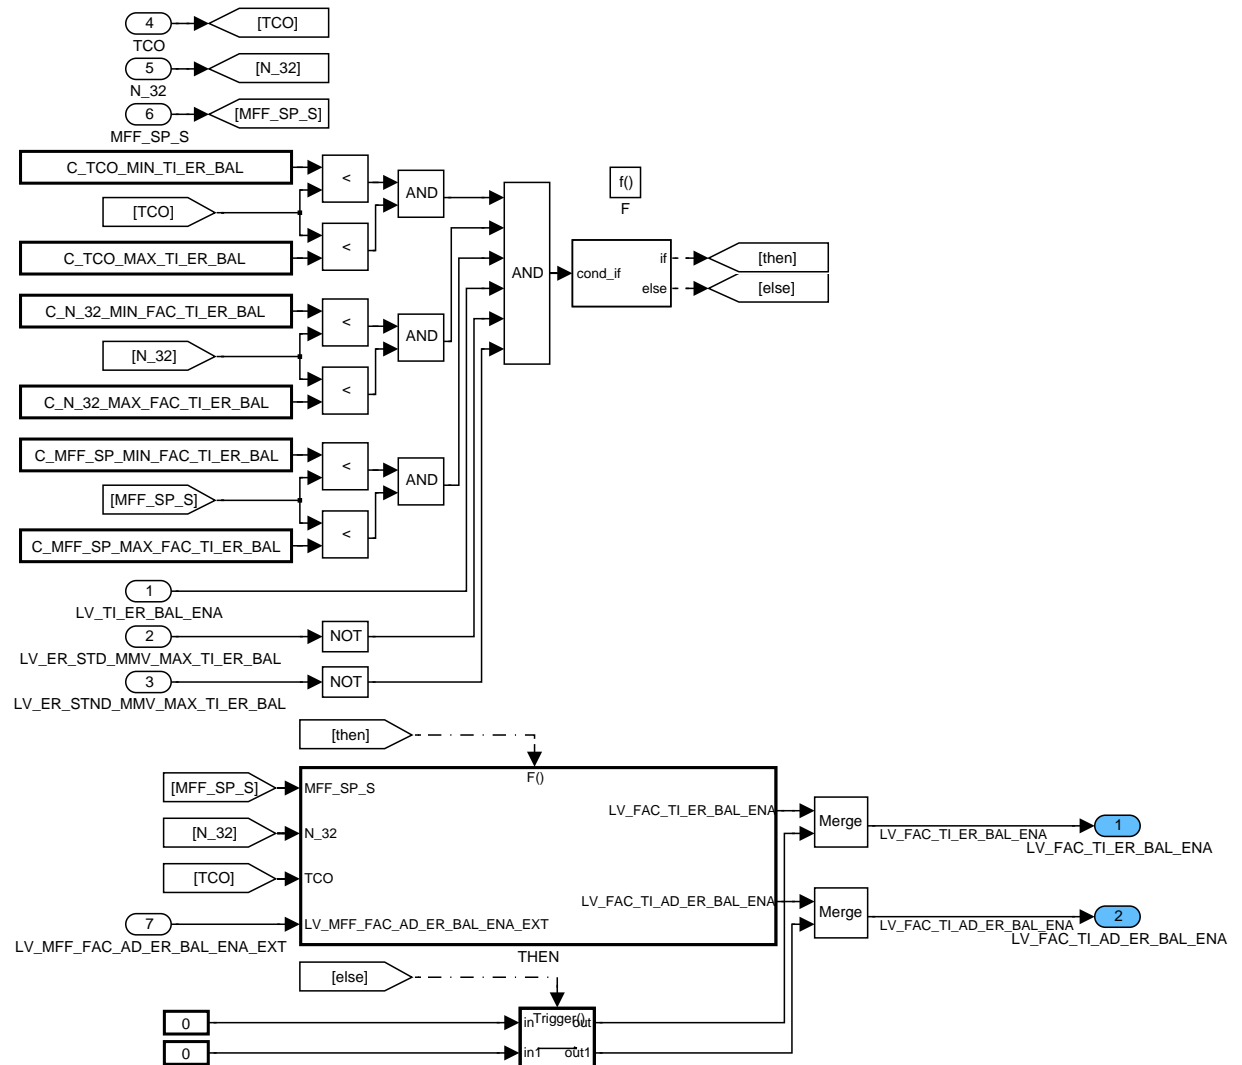 4
[TCO]
TCO
5
[N_32]
N_32
6
[MFF_SP_S]
MFF_SP_S
C_TCO_MIN_TI_ER_BAL
<
[TCO]
AND
<
C_TCO_MAX_TI_ER_BAL
f()
F
C_N_32_MIN_FAC_TI_ER_BAL
<
[N_32]
AND
<
C_N_32_MAX_FAC_TI_ER_BAL
C_MFF_SP_MIN_FAC_TI_ER_BAL
<
[MFF_SP_S]
AND
<
C_MFF_SP_MAX_FAC_TI_ER_BAL
AND
cond_if
if
else
[then]
[else]
1
LV_TI_ER_BAL_ENA
2
NOT
LV_ER_STD_MMV_MAX_TI_ER_BAL
3
NOT
LV_ER_STND_MMV_MAX_TI_ER_BAL
[then]
F()
[MFF_SP_S]
MFF_SP_S
[N_32]
N_32
[TCO]
TCO
7
LV_MFF_FAC_AD_ER_BAL_ENA_EXT
LV_MFF_FAC_AD_ER_BAL_ENA_EXT
LV_FAC_TI_ER_BAL_ENA
LV_FAC_TI_AD_ER_BAL_ENA
THEN
Merge
LV_FAC_TI_ER_BAL_ENA
1
LV_FAC_TI_ER_BAL_ENA
Merge
LV_FAC_TI_AD_ER_BAL_ENA
2
LV_FAC_TI_AD_ER_BAL_ENA
[else]
Trigger()
0
in
out
0
in1
out1